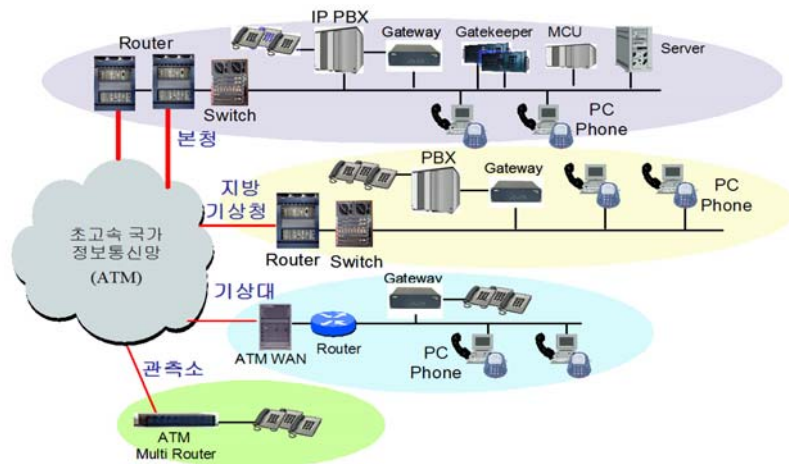 IP PBX
Gateway
Gatekeeper
MCU
Server
Router
Switch
PC
Phone
본청
초고속 국가
정보통신망
(ATM)
지방
기상청
PBX
Gateway
PC
Phone
Router
Switch
기상대
Gateway
ATM WAN
Router
PC
Phone
관측소
ATM
Multi Router